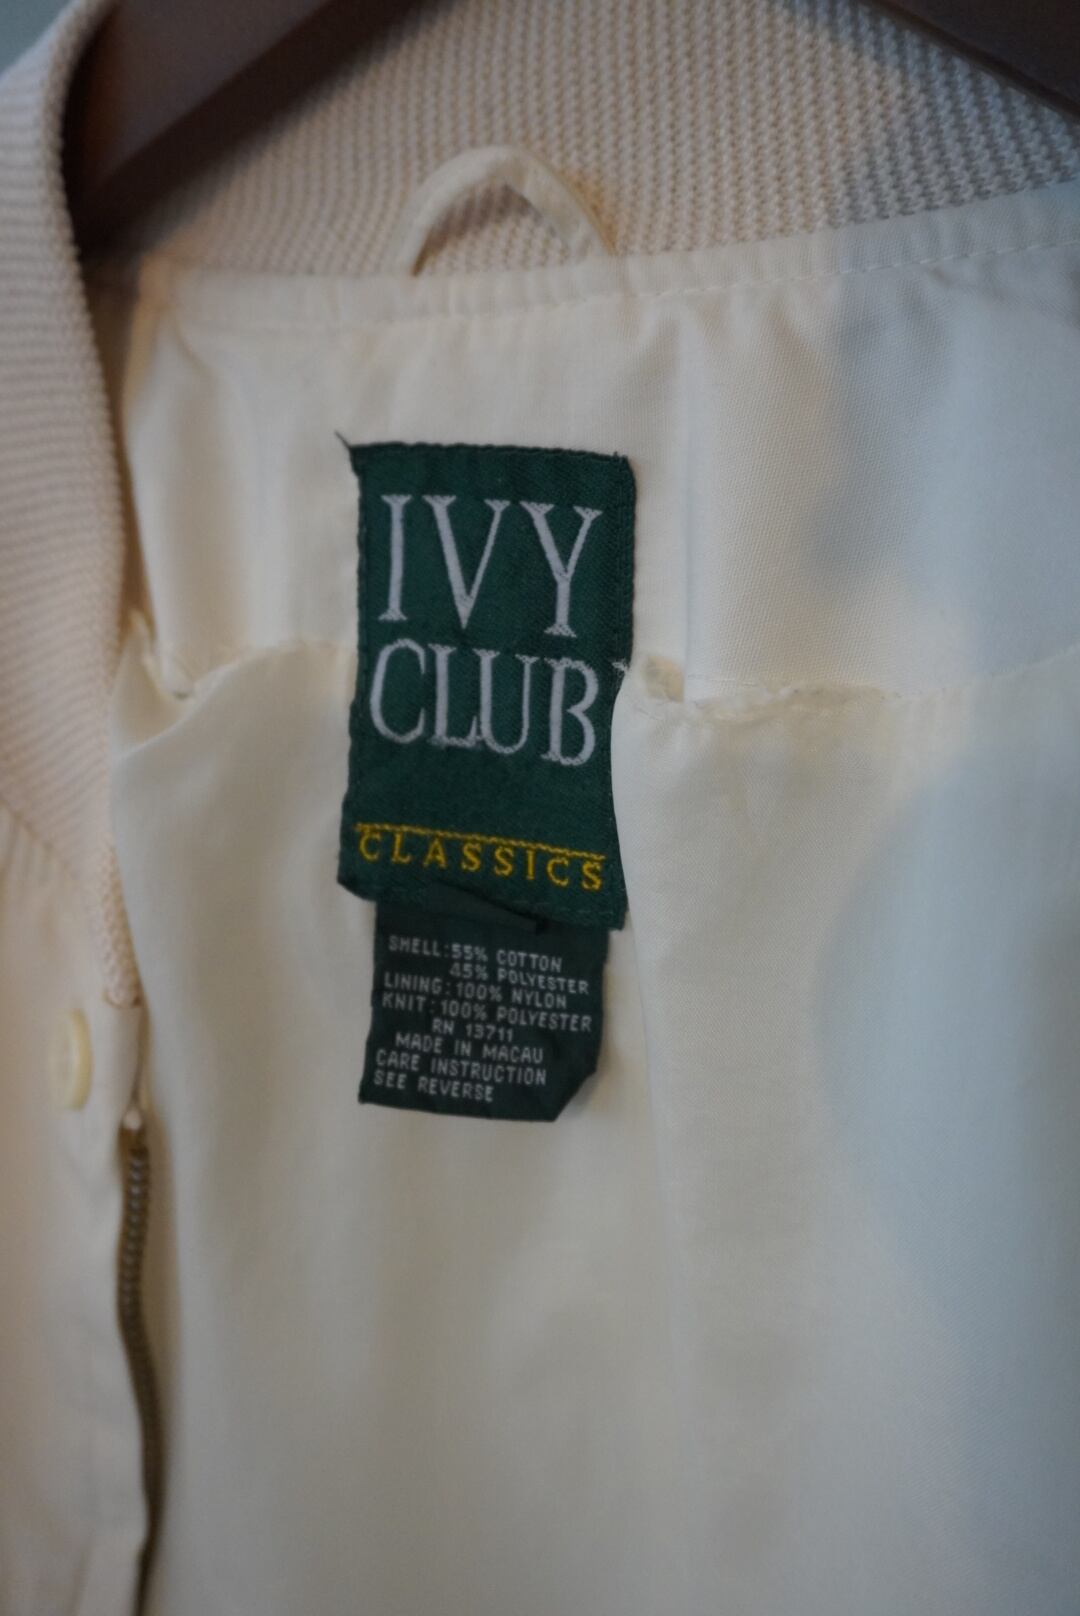 IVY
CLUB
CLASSICS
SHELL:55% COTTON
45% POLYESTER
LINING:100% NYLON
KNIT:100% POLYESTER
RN 13711
MADE IN MACAU
CARE INSTRUCTION
SEE REVERSE